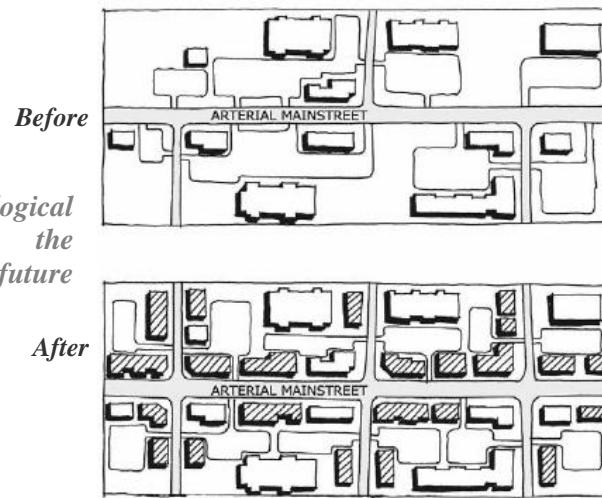 Before
ARTERIAL MAINSTREET
ogical
the
future
After
ARTERIAL MAINSTREET